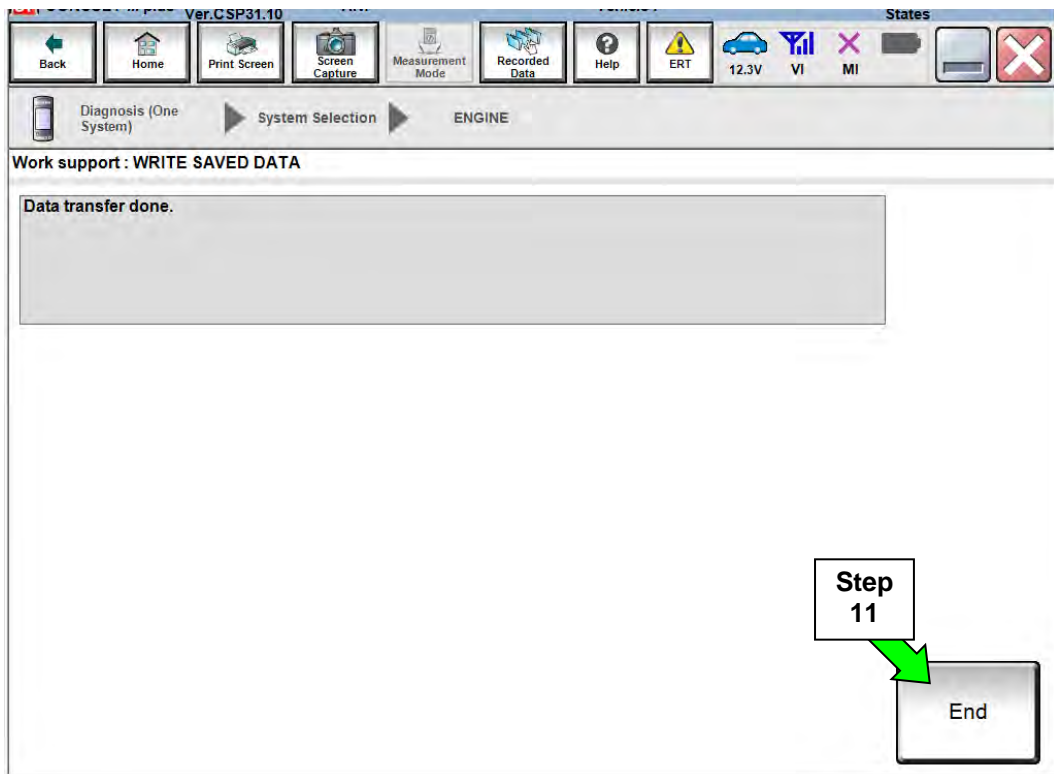 Ver.CSP31.10
States
Back
Home
Print Screen
Screen
Capture
Measurement
Mode
Recorded
Data
Help
ERT
12.3V
VI
MI
Diagnosis (One
System)
System Selection
ENGINE
Work support : WRITE SAVED DATA
Data transfer done.
Step
11
End